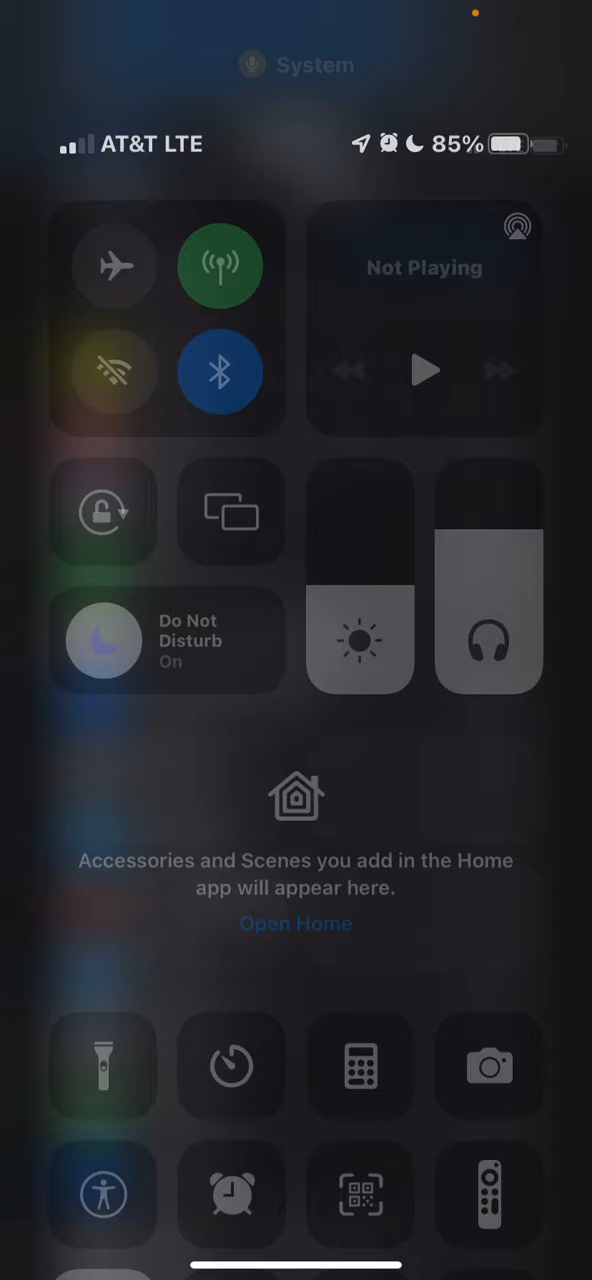 System
AT&T LTE
85%
Not Playing
Do Not
Disturb
On
Accessories and Scenes you add in the Home
app will appear here.
Open Home